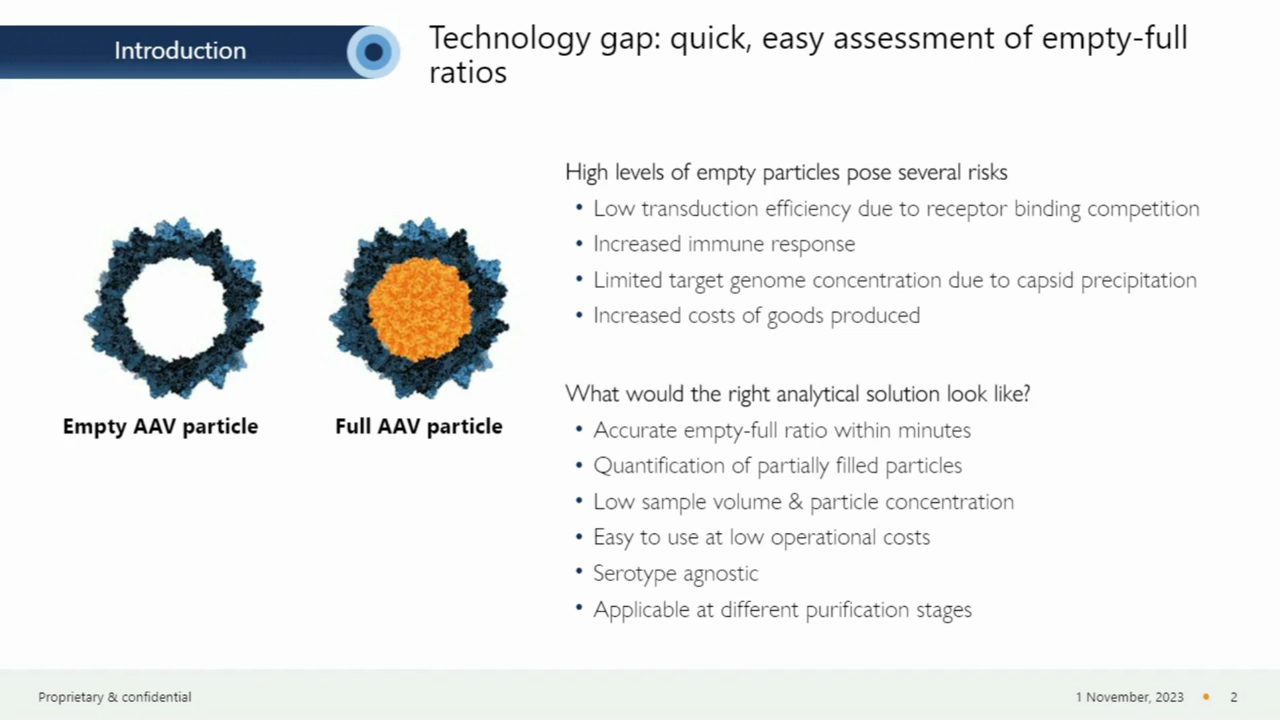 Introduction
Technology gap: quick, easy assessment of empty-full
ratios
High levels of empty particles pose several risks
• Low transduction efficiency due to receptor binding competition
• Increased immune response
• Limited target genome concentration due to capsid precipitation
• Increased costs of goods produced
Empty AAV particle
Full AAV particle
What would the right analytical solution look like?
• Accurate empty-full ratio within minutes
• Quantification of partially filled particles
• Low sample volume & particle concentration
• Easy to use at low operational costs
• Serotype agnostic
• Applicable at different purification stages
Proprietary & confidential
1 November, 2023 • 2